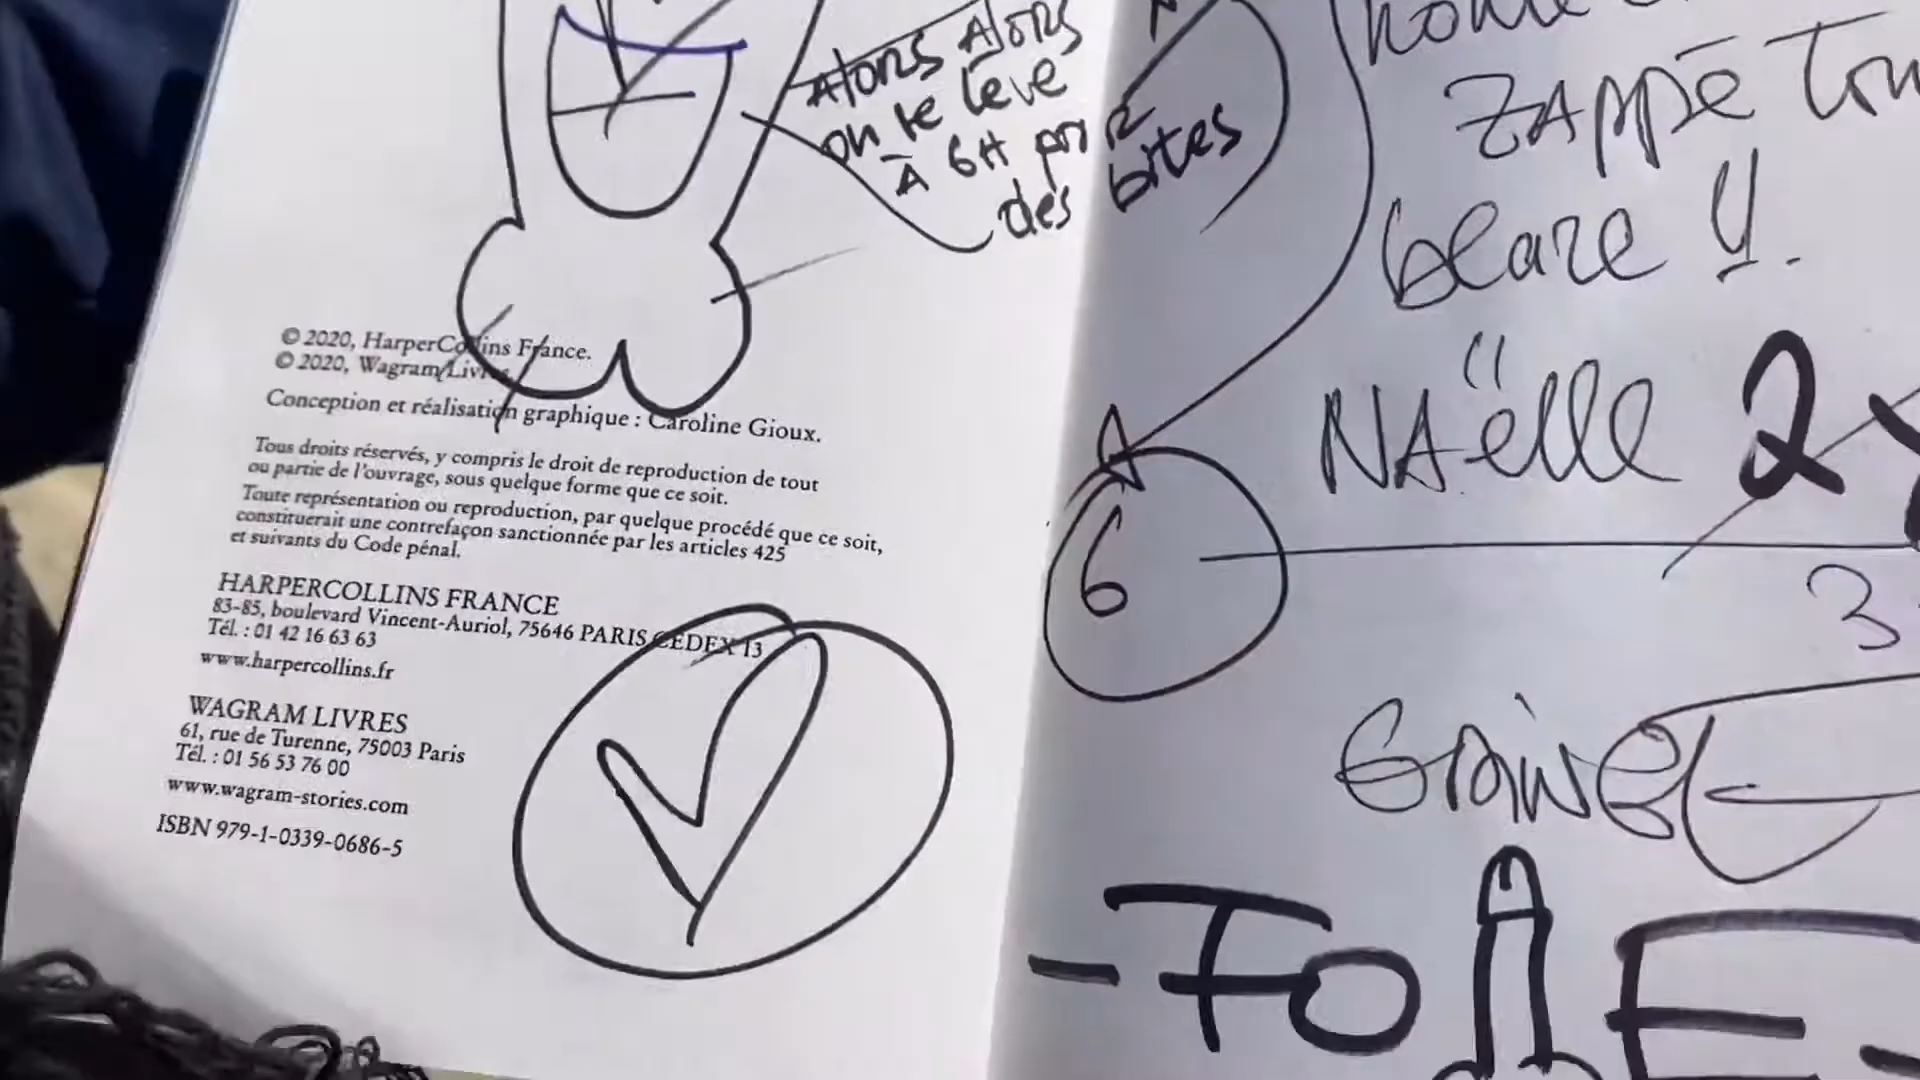 Alors Alors
on se lève
À 6H pour
des bites
© 2020, HarperCollins France.
© 2020, Wagram Livres.
Conception et réalisation graphique : Caroline Gioux.
Tous droits réservés, y compris le droit de reproduction de tout
ou partie de l'ouvrage, sous quelque forme que ce soit.
Toute représentation ou reproduction, par quelque procédé que ce soit,
constituerait une contrefaçon sanctionnée par les articles 425
et suivants du Code pénal.
HARPERCOLLINS FRANCE
83-85, boulevard Vincent-Auriol, 75646 PARIS CEDEX 13
Tél. : 01 42 16 63 63
www.harpercollins.fr
WAGRAM LIVRES
61, rue de Turenne, 75003 Paris
Tél. : 01 56 53 76 00
www.wagram-stories.com
ISBN 979-1-0339-0686-5
ZAppé ton
blaze
NAëlle 2
A
6
3